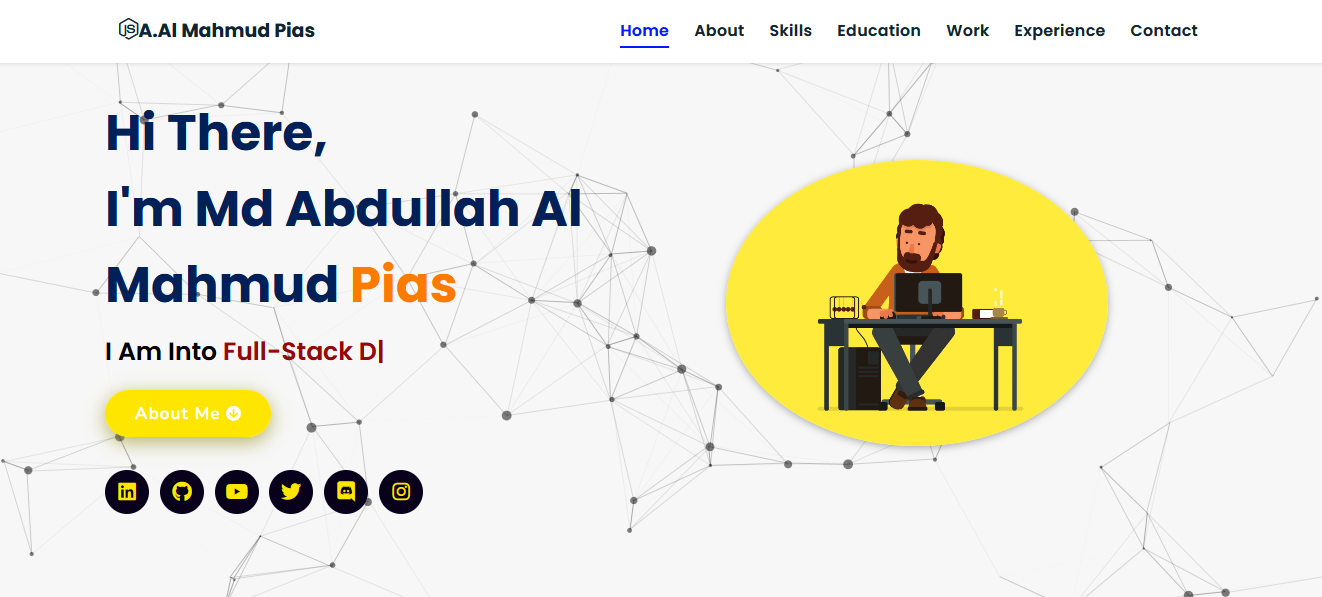 A.Al Mahmud Pias
Home About Skills Education Work Experience Contact
Hi There,
I'm Md Abdullah Al
Mahmud Pias
I Am Into Full-Stack D|
About Me